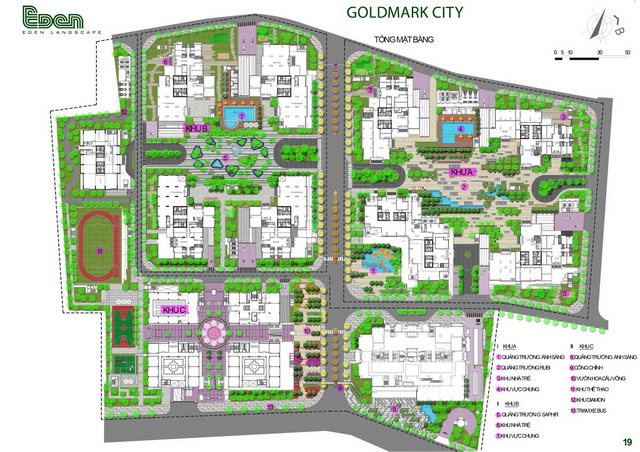 Eden
EDEN LANDSCAPE
GOLDMARK CITY
TỔNG MẶT BẰNG
B
0 5 10 30 50
KHU B
KHU A
KHU C
I KHU A
1 QUẢNG TRƯỜNG ÁNH SÁNG
2 QUẢNG TRƯỜNG RUBI
3 KHU NHÀ TRẺ
4 KHU VỰC CHUNG
I KHU B
5 QUẢNG TRƯỜNG SAPHIR
6 KHU NHÀ TRẺ
7 KHU VỰC CHUNG
II KHU C
8 QUẢNG TRƯỜNG ÁNH SÁNG
9 CỔNG CHÍNH
10 VƯỜN HOA CẦU VỒNG
11 KHU THỂ THAO
12 KHU DIAMON
13 TRẠM XE BUS
19